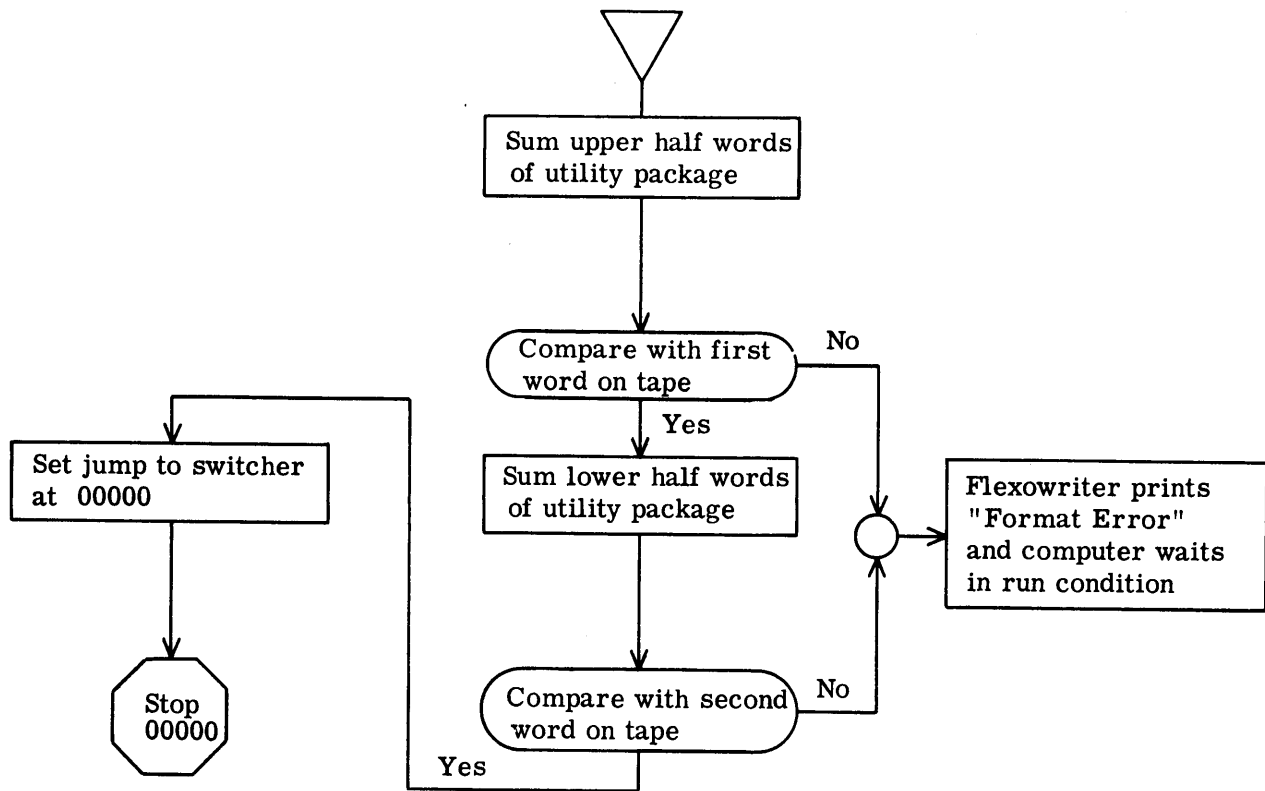 Sum upper half words
of utility package
Compare with first
word on tape
No
Yes
Set jump to switcher
at 00000
Sum lower half words
of utility package
Flexowriter prints
"Format Error"
and computer waits
in run condition
Compare with second
word on tape
No
Yes
Stop
00000